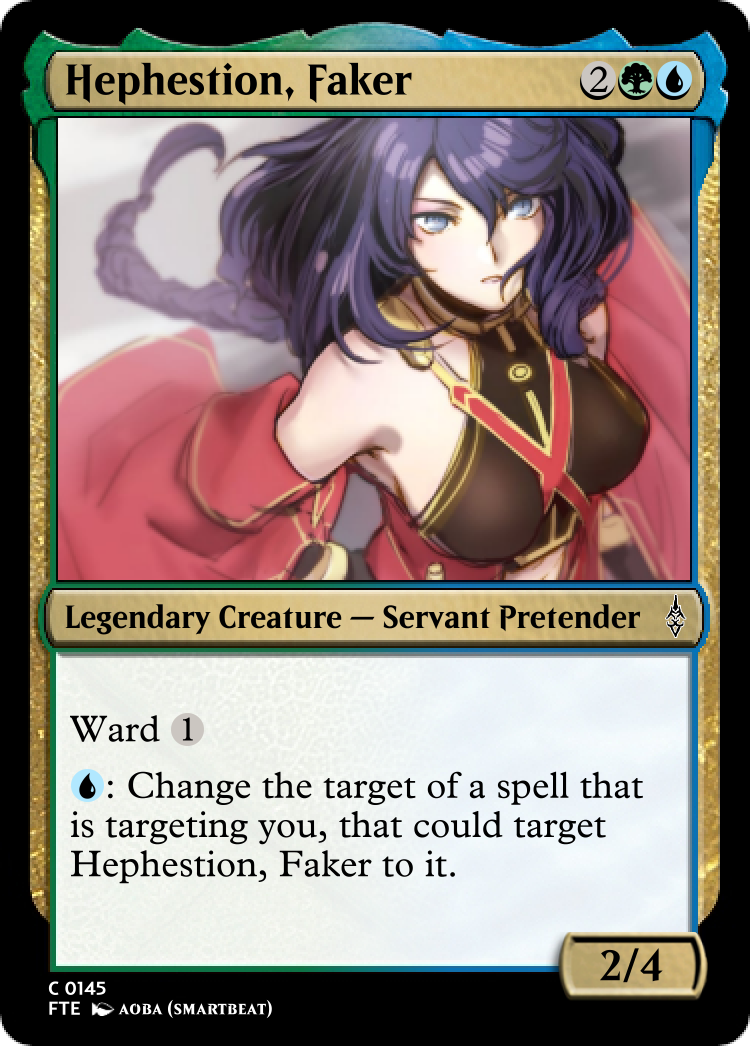 Hephestion, Faker 2
Legendary Creature — Servant Pretender
Ward 1
: Change the target of a spell that
is targeting you, that could target
Hephestion, Faker to it.
2/4
C 0145
FTE AOBA (SMARTBEAT)